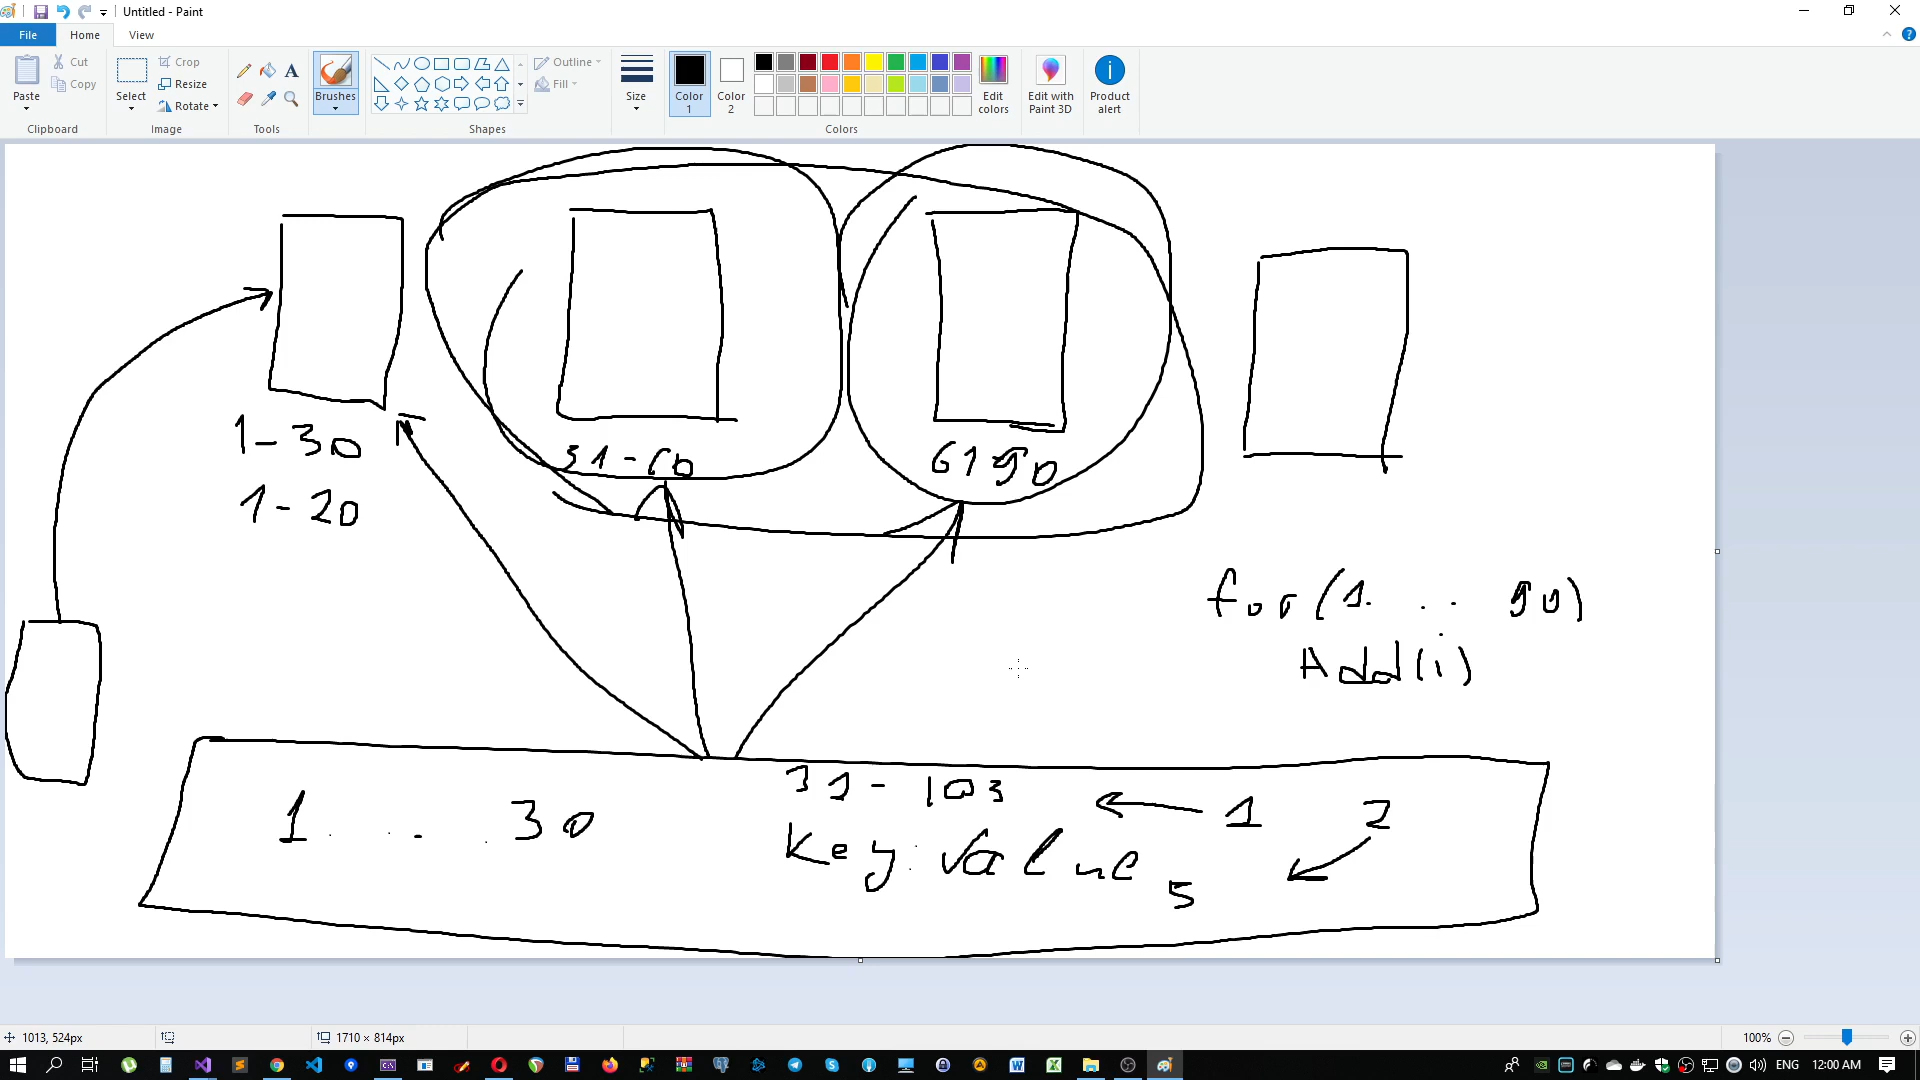 Untitled - Paint
File Home View
Paste
Cut
Copy
Clipboard
Select
Crop
Resize
Rotate
Image
A
Tools
Brushes
Shapes
Outline
Fill
Size
Color 1
Color 2
Colors
Edit colors
Edit with Paint 3D
Product alert
1-30
1-20
31-60
61 90
for(1. .. 90)
Add(i)
1 . . . 30
31 - 103
1 2
Key:Value
5
1013, 524px
1710 × 814px
100%
ENG
12:00 AM